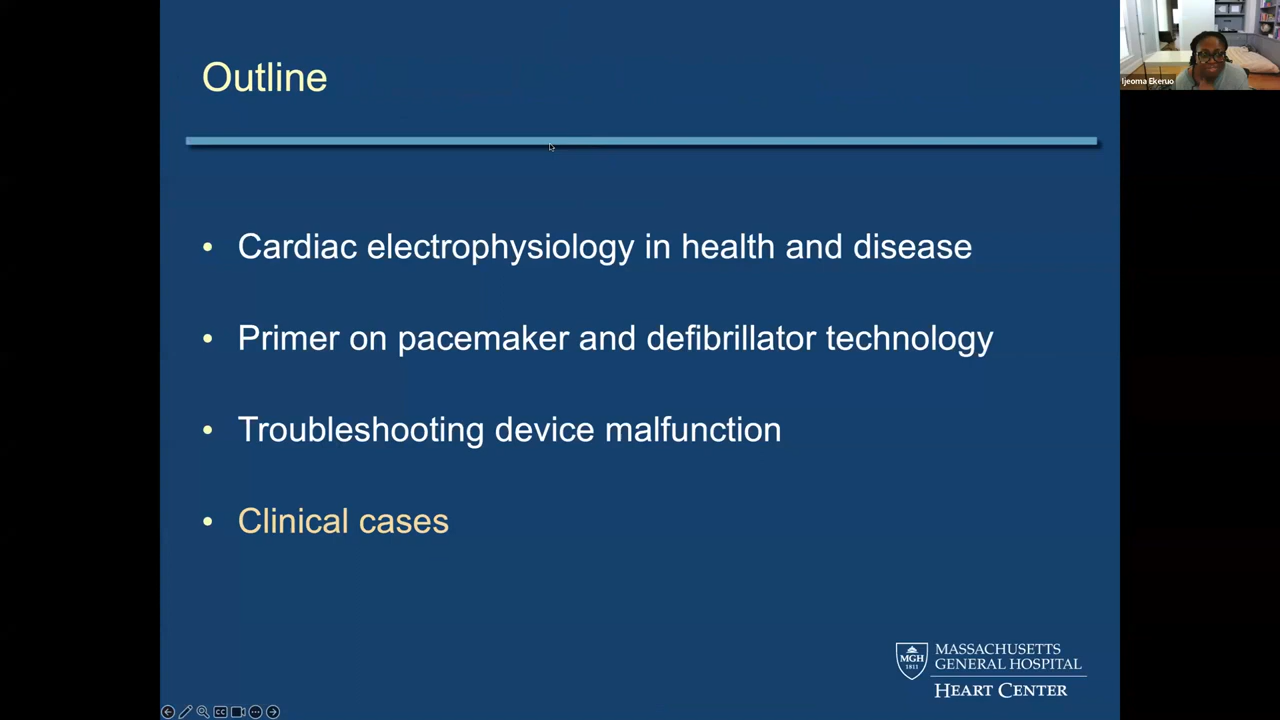 Outline
Ijeoma Ekeruo
• Cardiac electrophysiology in health and disease
• Primer on pacemaker and defibrillator technology
• Troubleshooting device malfunction
• Clinical cases
MGH
1811
MASSACHUSETTS
GENERAL HOSPITAL
HEART CENTER
CC